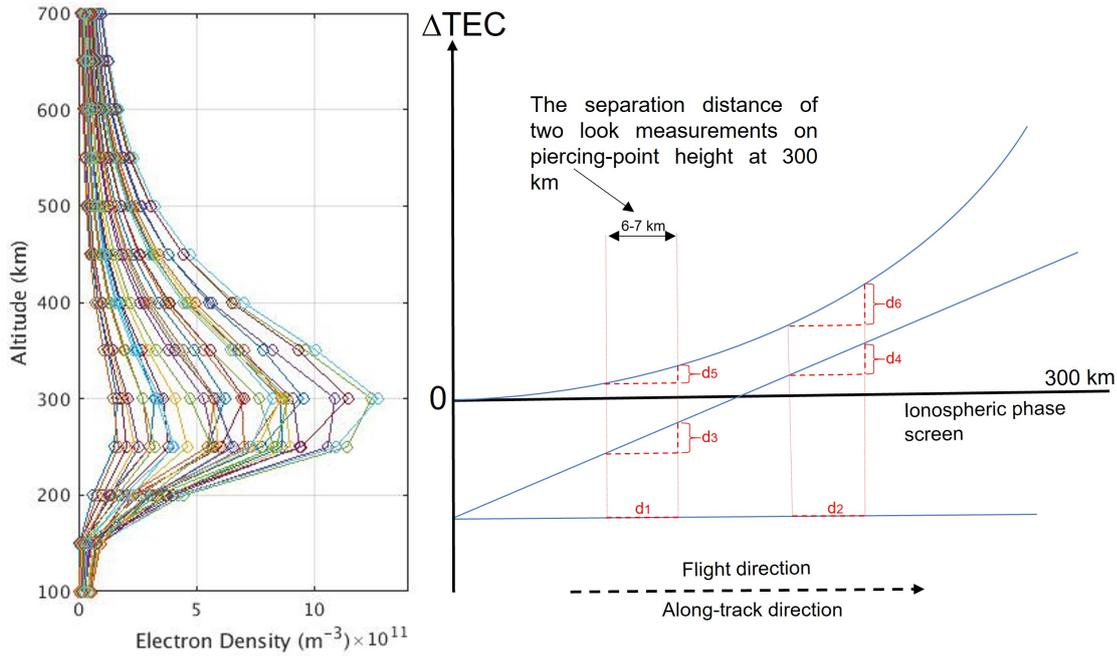 700
600
500
400
300
200
100
Altitude (km)
0
5
10
Electron Density (m⁻³)×10¹¹
ΔTEC
The separation distance of
two look measurements on
piercing-point height at 300
km
6-7 km
d6
d5
d4
d3
0
300 km
Ionospheric phase
screen
d1
d2
Flight direction
Along-track direction